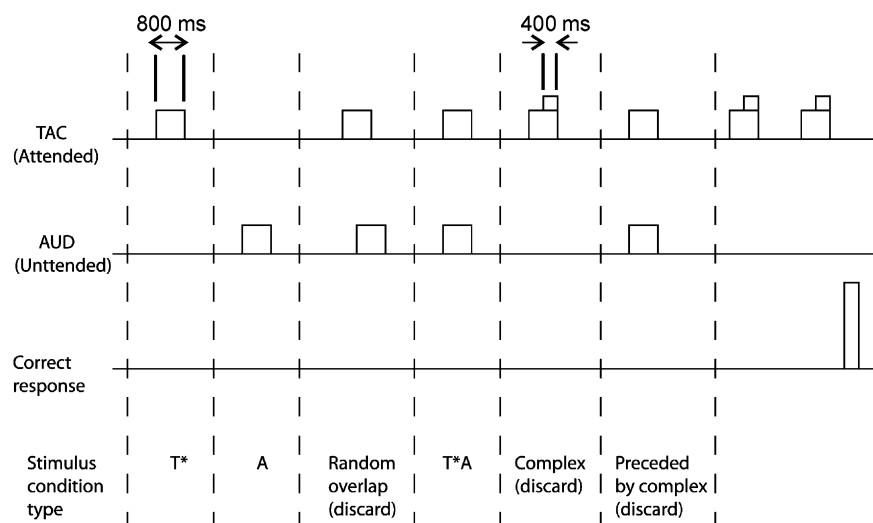 800 ms
400 ms
TAC
(Attended)
AUD
(Unttended)
Correct
response
Stimulus
condition
type
T*
A
Random
overlap
(discard)
T*A
Complex
(discard)
Preceded
by complex
(discard)